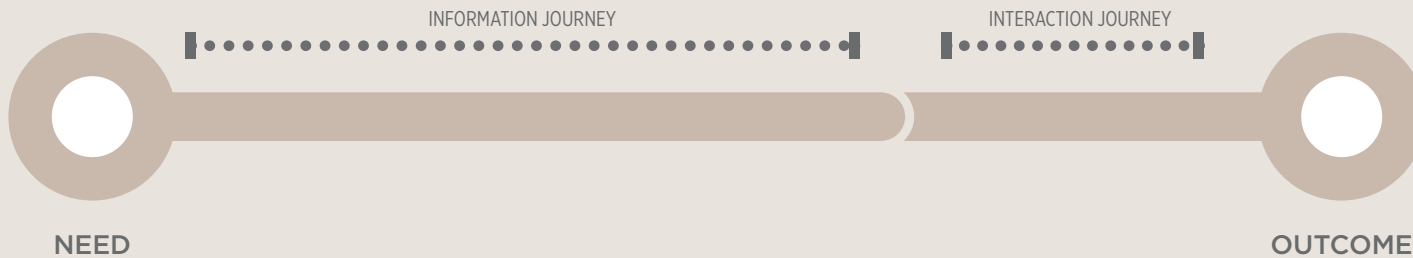 INFORMATION JOURNEY
INTERACTION JOURNEY
NEED
OUTCOME